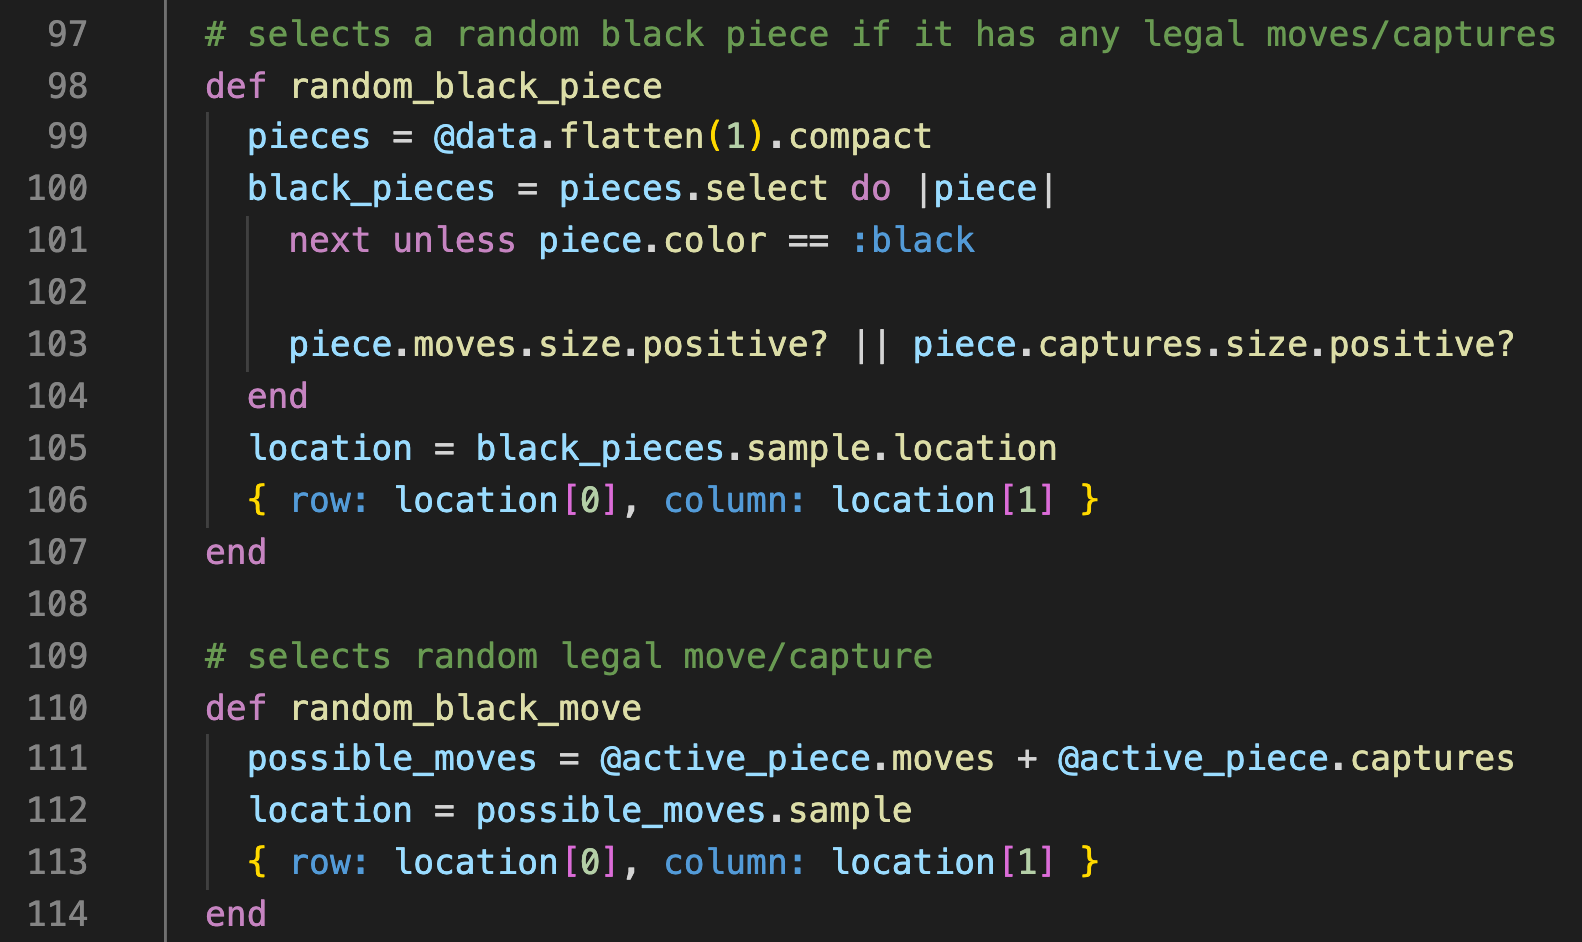 97 # selects a random black piece if it has any legal moves/captures
98 def random_black_piece
99 pieces = @data.flatten(1).compact
100 black_pieces = pieces.select do |piece|
101 next unless piece.color == :black
102
103 piece.moves.size.positive? || piece.captures.size.positive?
104 end
105 location = black_pieces.sample.location
106 { row: location[0], column: location[1] }
107 end
108
109 # selects random legal move/capture
110 def random_black_move
111 possible_moves = @active_piece.moves + @active_piece.captures
112 location = possible_moves.sample
113 { row: location[0], column: location[1] }
114 end